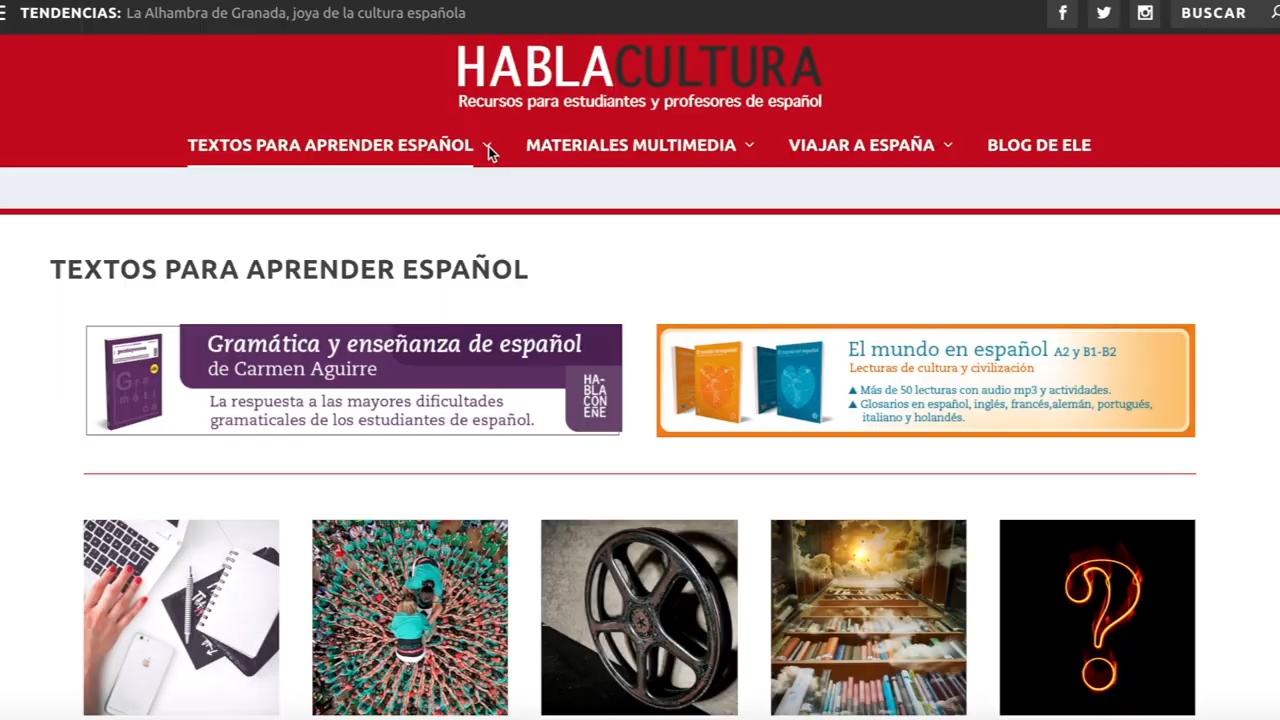 TENDENCIAS: La Alhambra de Granada, joya de la cultura española
BUSCAR
HABLACULTURA
Recursos para estudiantes y profesores de español
TEXTOS PARA APRENDER ESPAÑOL MATERIALES MULTIMEDIA VIAJAR A ESPAÑA BLOG DE ELE
TEXTOS PARA APRENDER ESPAÑOL
Gramática y enseñanza de español
de Carmen Aguirre
La respuesta a las mayores dificultades
gramaticales de los estudiantes de español.
HA-
BLA
CON
EÑE
El mundo en español A2 y B1-B2
Lecturas de cultura y civilización
▲ Más de 50 lecturas con audio mp3 y actividades.
▲ Glosarios en español, inglés, francés,alemán, portugués,
italiano y holandés.